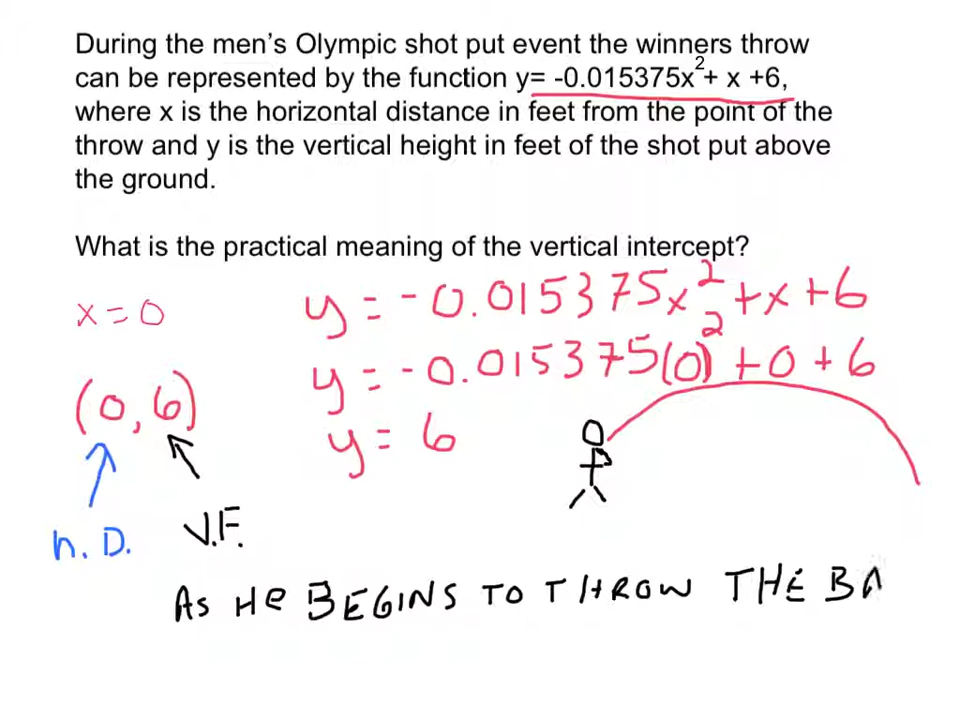 During the men's Olympic shot put event the winners throw
can be represented by the function y= -0.015375x²+ x +6,
where x is the horizontal distance in feet from the point of the
throw and y is the vertical height in feet of the shot put above
the ground.
What is the practical meaning of the vertical intercept?
x = 0
y = -0.015375x²+x+6
y = -0.015375(0)²+0+6
(0,6)
y = 6
h. D.
V.F.
AS He BEGINS TO THROW THE BA